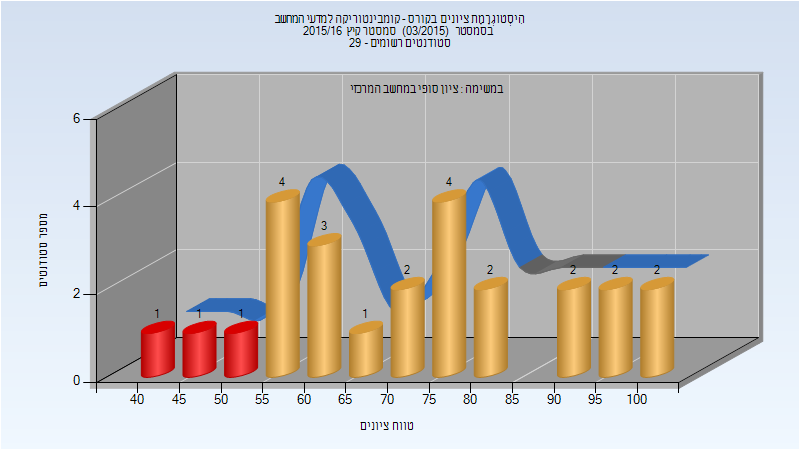 היסטוגרמת ציונים בקורס - קומבינטוריקה למדעי המחשב
בסמסטר (03/2015) סמסטר קיץ 2015/16
סטודנטים רשומים - 29
במשימה : ציון סופי במחשב המרכזי
מספר סטודנטים
6
4
2
0
1 1 1 4 3 1 2 4 2 2 2 2
40 45 50 55 60 65 70 75 80 85 90 95 100
טווח ציונים